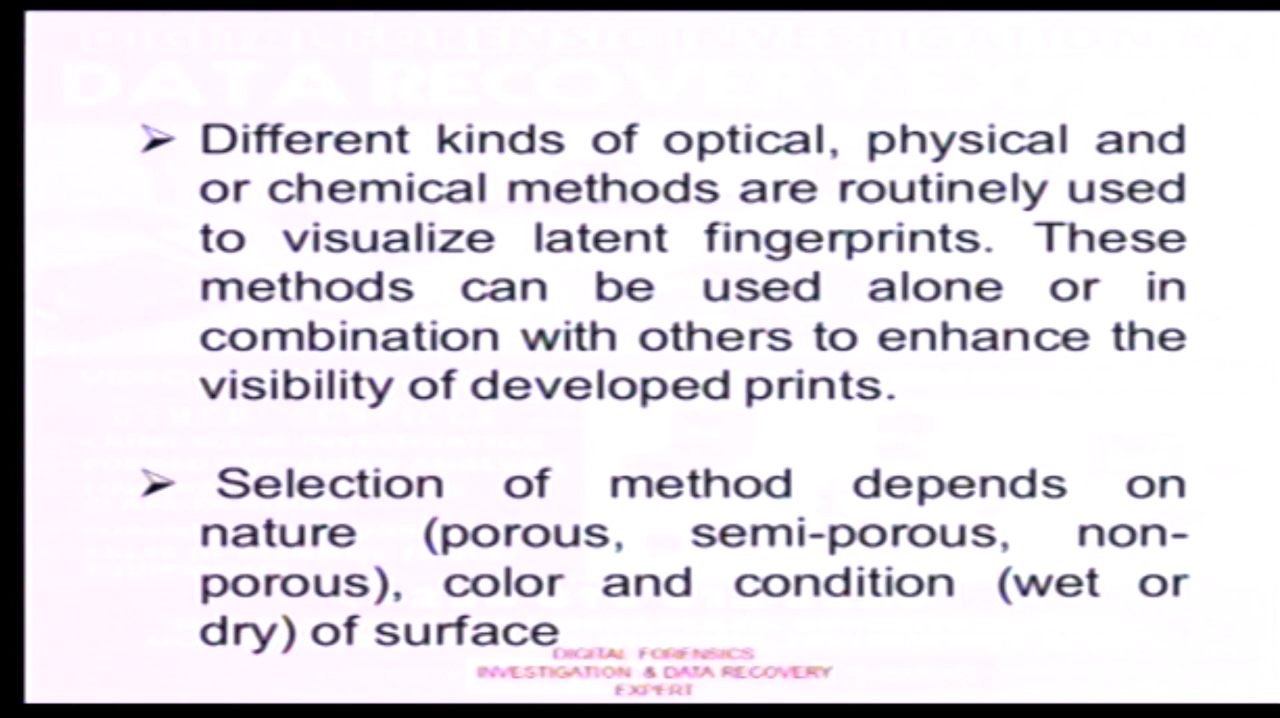 DIGITAL FORENSIC INVESTIGATION &
DATA RECOVERY
➢ Different kinds of optical, physical and
or chemical methods are routinely used
to visualize latent fingerprints. These
methods can be used alone or in
combination with others to enhance the
visibility of developed prints.
➢ Selection of method depends on
nature (porous, semi-porous, non-
porous), color and condition (wet or
dry) of surface
DIGITAL FORENSICS
INVESTIGATION & DATA RECOVERY
EXPERT